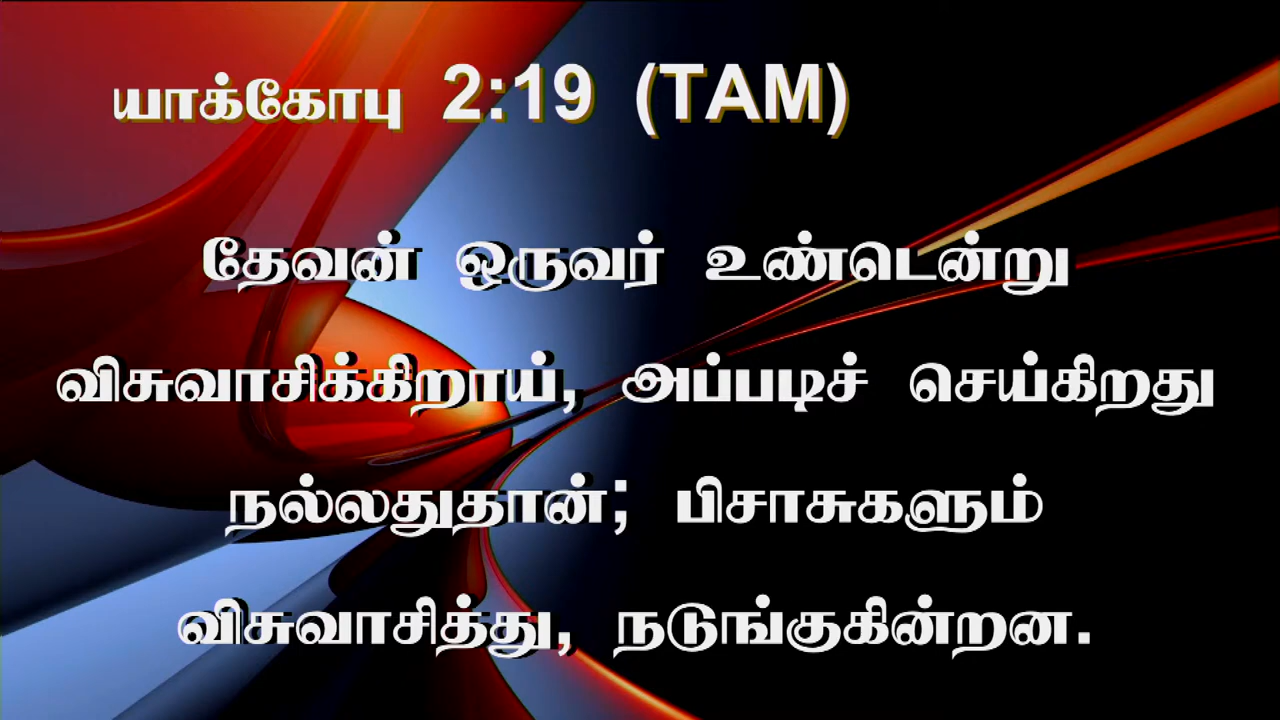 யாக்கோபு 2:19 (TAM)
தேவன் ஒருவர் உண்டென்று
விசுவாசிக்கிறாய், அப்படிச் செய்கிறது
நல்லதுதான்; பிசாசுகளும்
விசுவாசித்து, நடுங்குகின்றன.